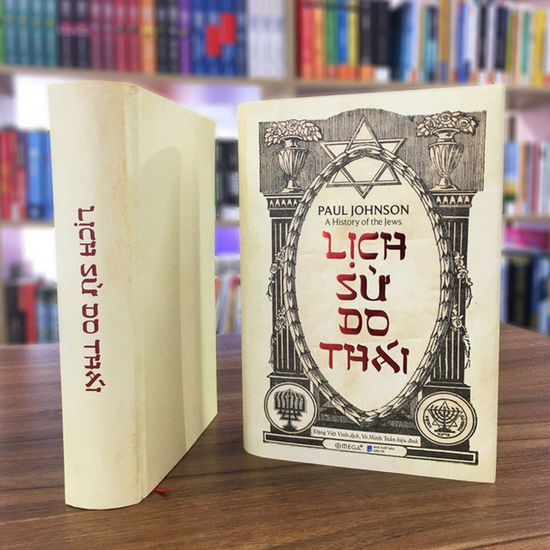 LỊCH SỬ DO THÁI
PAUL JOHNSON
A History of the Jews
LỊCH
SỬ
DO
THÁI
Đặng Việt Vinh dịch, Võ Minh Tuấn hiệu đính
OMEGA+